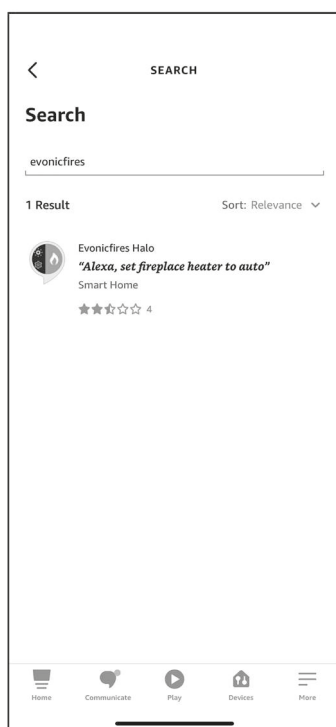 SEARCH
Search
evonicfires
1 Result Sort: Relevance
Evonicfires Halo
“Alexa, set fireplace heater to auto”
Smart Home
4
Home Communicate Play Devices More